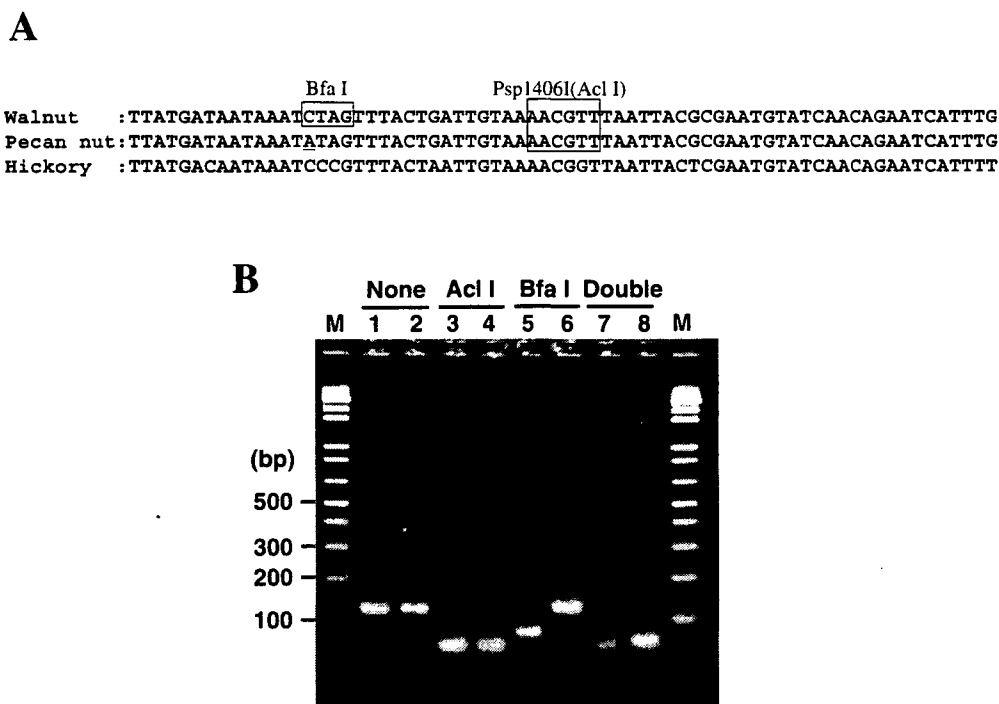 A
Bfa I Psp1406I(Acl I)
Walnut :TTATGATAATAAATCTAGTTTACTGATTGTAAAACGTTTAATTACGCGAATGTATCAACAGAATCATTTG
Pecan nut:TTATGATAATAAATATAGTTTACTGATTGTAAAACGTTTAATTACGCGAATGTATCAACAGAATCATTTG
Hickory :TTATGACAATAAATCCCGTTTACTAATTGTAAAACGGTTAATTACTCGAATGTATCAACAGAATCATTTT
B
None Acl I Bfa I Double
M 1 2 3 4 5 6 7 8 M
(bp)
500
300
200
100